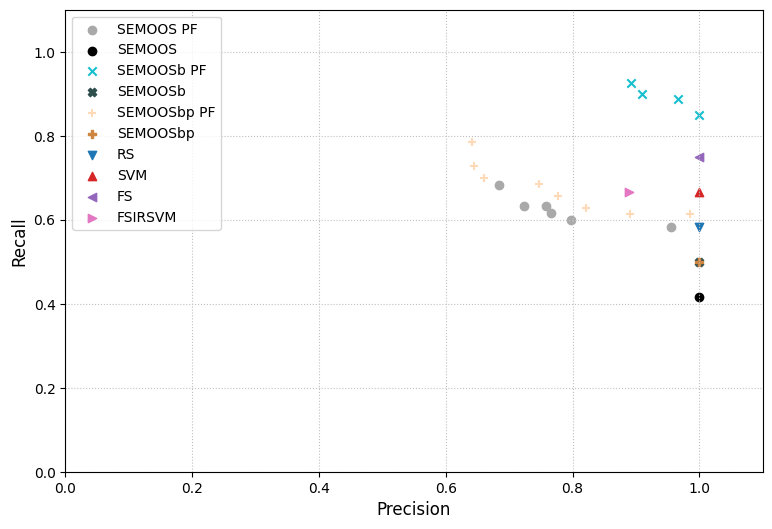 SEMOOS PF
SEMOOS
SEMOOSb PF
SEMOOSb
SEMOOSbp PF
SEMOOSbp
RS
SVM
FS
FSIRSVM
1.0
0.8
0.6
0.4
0.2
0.0
Recall
0.0 0.2 0.4 0.6 0.8 1.0
Precision